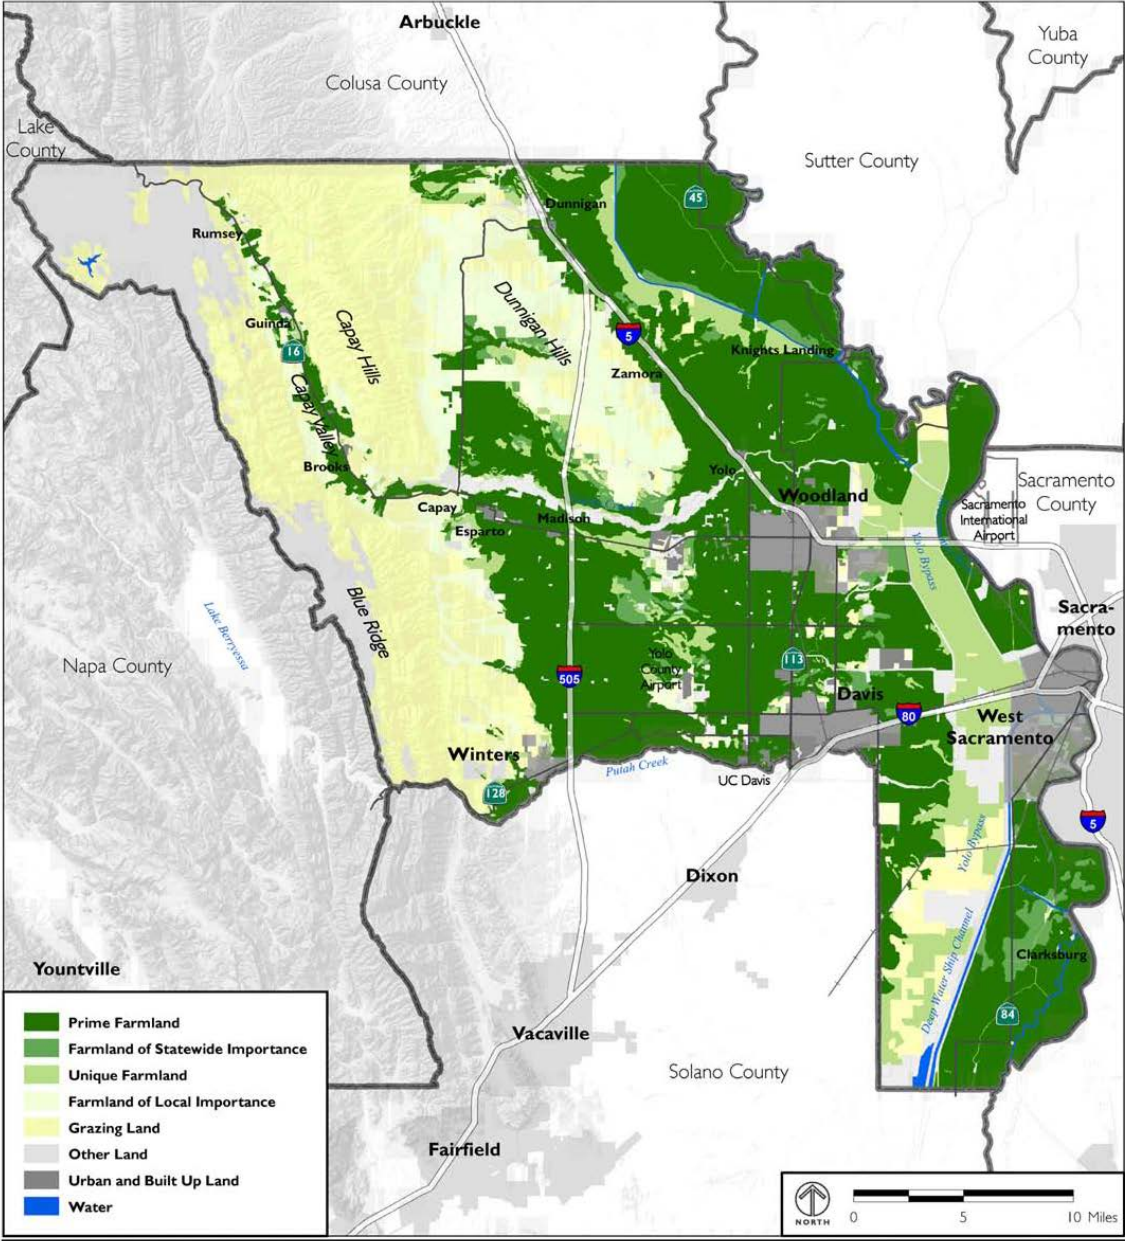 Arbuckle
Yuba
County
Colusa County
Lake
County
Sutter County
45
Dunnigan
Rumsey
Dunnigan Hills
Guinda
Capay Hills
5
16
Knights Landing
Zamora
Capay Valley
Brooks
Yolo
Woodland
Sacramento
County
Capay
Madison
Sacramento
International
Airport
Esparto
Yolo Bypass
Blue Ridge
Lake Berryessa
Sacra-
mento
Napa County
Yolo
County
Airport
113
505
Davis
80
West
Sacramento
Winters
Putah Creek
UC Davis
128
5
Yolo Bypass
Dixon
Deep Water Ship Channel
Clarksburg
Yountville
84
Vacaville
Solano County
Fairfield
Prime Farmland
Farmland of Statewide Importance
Unique Farmland
Farmland of Local Importance
Grazing Land
Other Land
Urban and Built Up Land
Water
NORTH
0 5 10 Miles